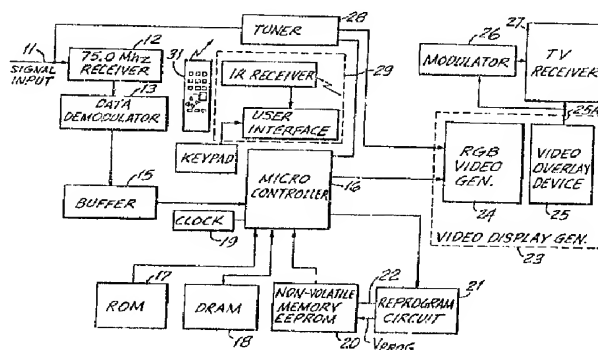 11
SIGNAL INPUT
12
75.0 Mhz RECEIVER
13
DATA DEMODULATOR
15
BUFFER
CLOCK
19
17
ROM
DRAM
18
TUNER
28
31
IR RECEIVER
29
USER INTERFACE
KEYPAD
MICRO CONTROLLER
16
NON-VOLATILE MEMORY EEPROM
20
22
VPROG
REPROGRAM CIRCUIT
21
26
MODULATOR
27
TV RECEIVER
25A
RGB VIDEO GEN.
24
VIDEO OVERLAY DEVICE
25
VIDEO DISPLAY GEN.
23